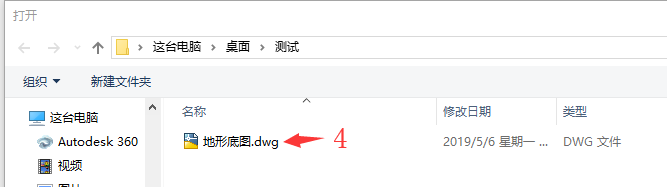 打开
这台电脑 > 桌面 > 测试
组织 新建文件夹
名称 修改日期 类型
这台电脑
Autodesk 360
地形底图.dwg 4 2019/5/6 星期一 ... DWG 文件
视频